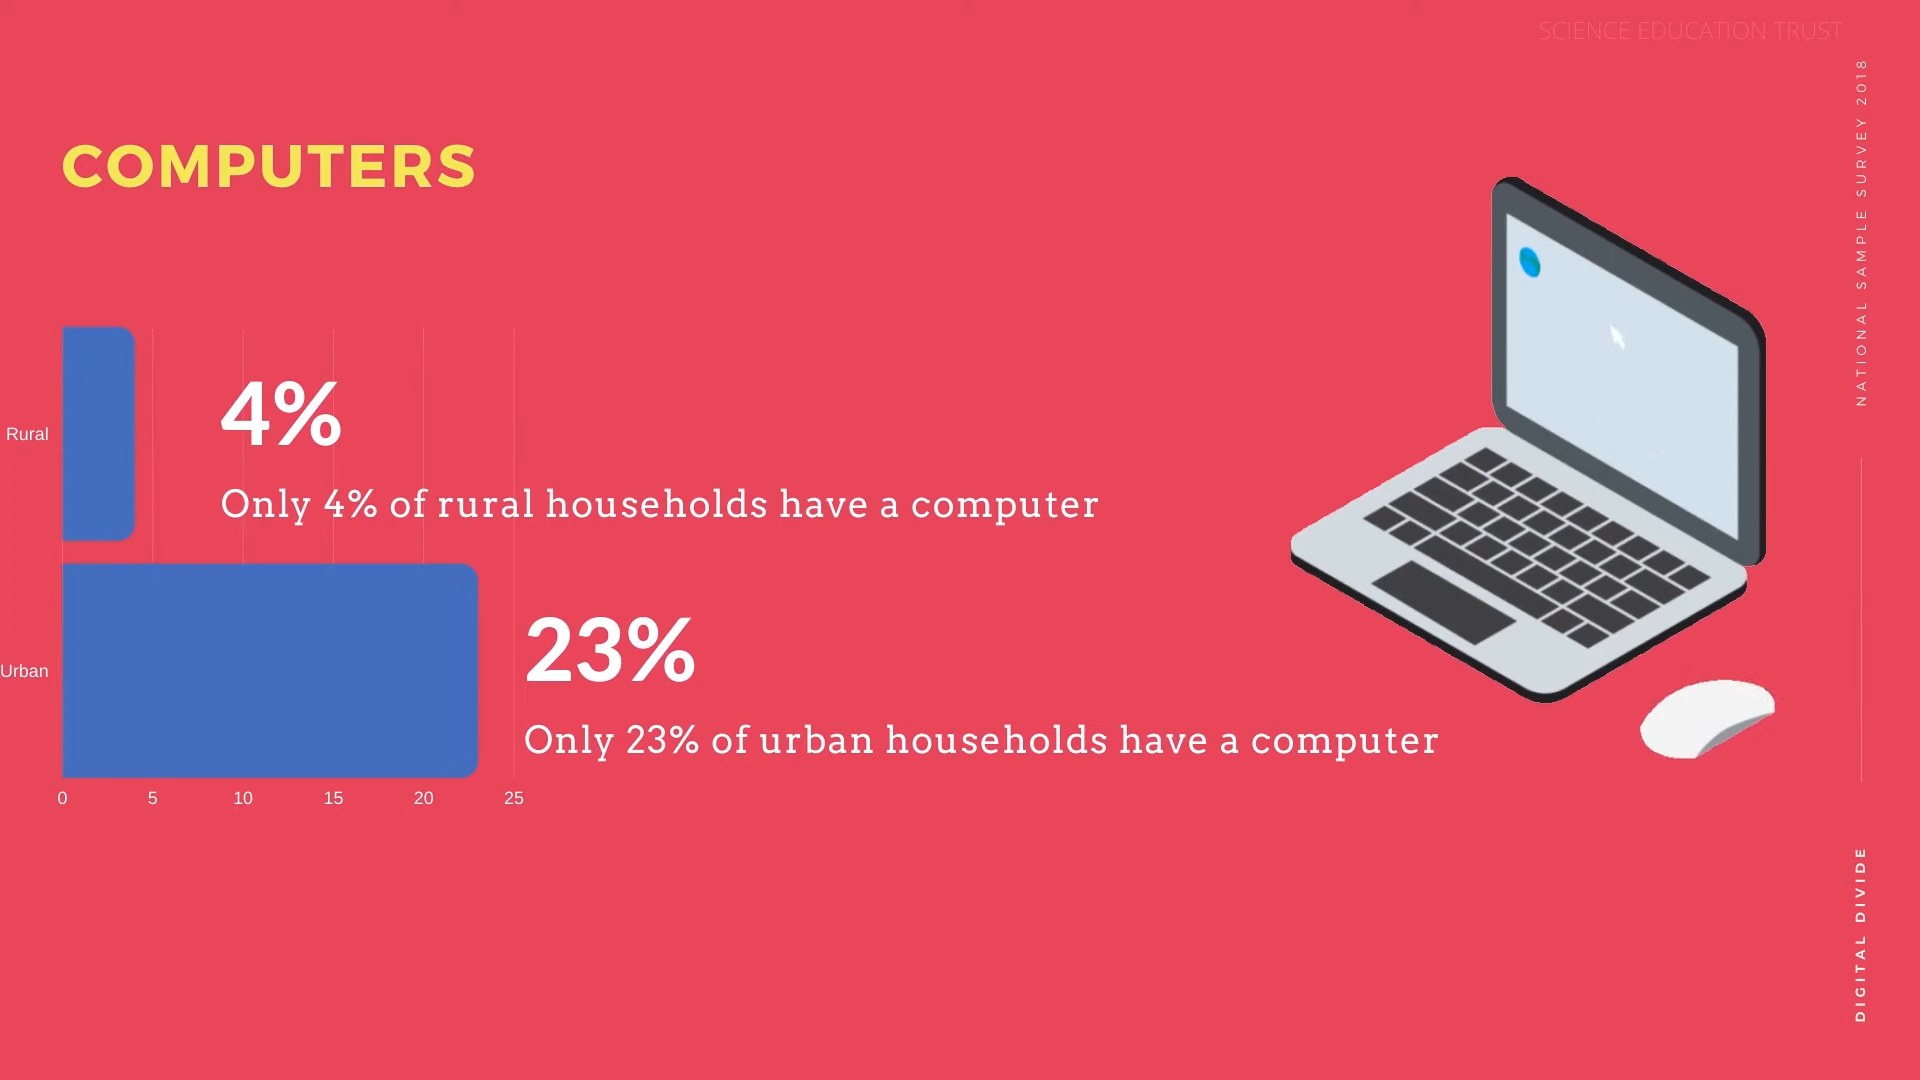 SCIENCE EDUCATION TRUST
NATIONAL SAMPLE SURVEY 2018
COMPUTERS
Rural
4%
Only 4% of rural households have a computer
Urban
23%
Only 23% of urban households have a computer
0 5 10 15 20 25
DIGITAL DIVIDE